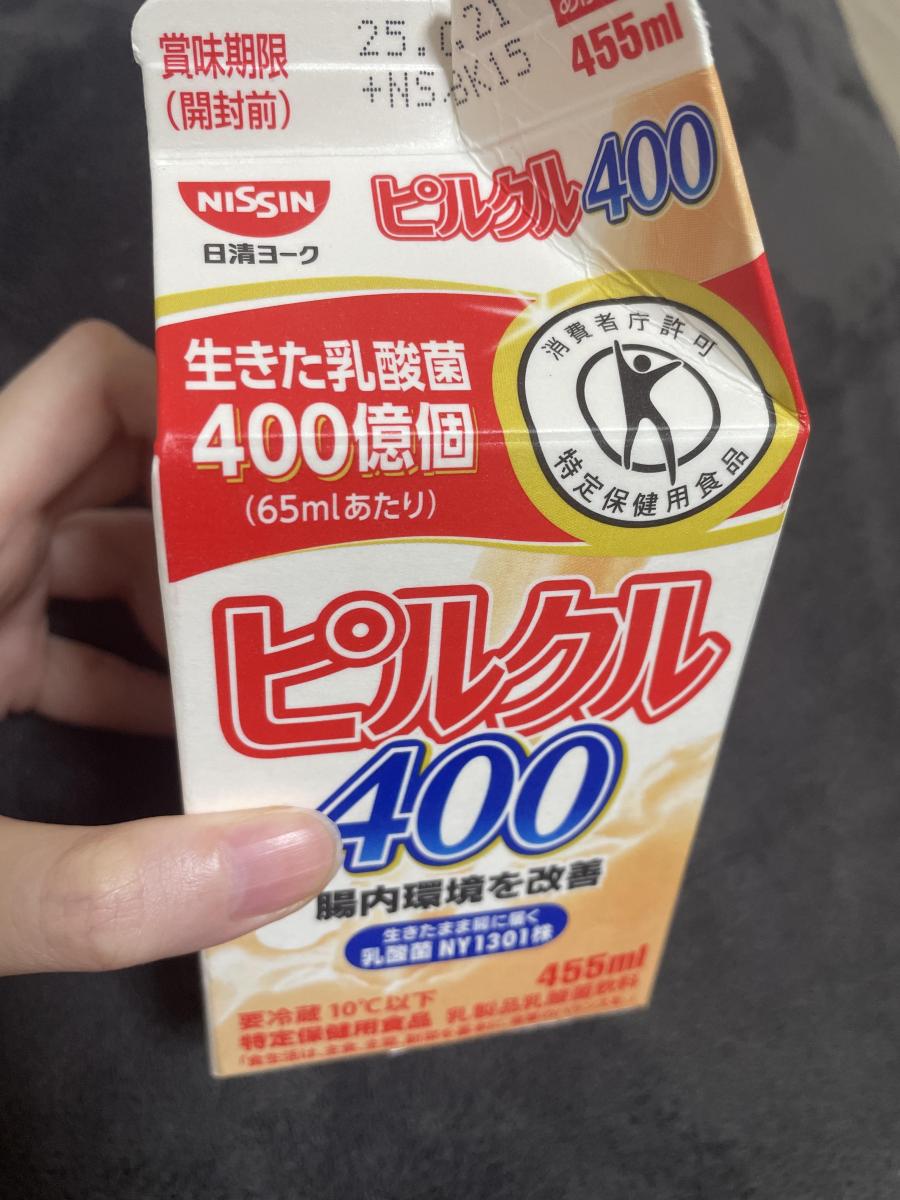 賞味期限
(開封前)
455ml
NISSIN
日清ヨーク
ピルクル400
生きた乳酸菌
400億個
(65mlあたり)
消費者庁許可
特定保健用食品
ピルクル
400
腸内環境を改善
生きたまま腸に届く
乳酸菌 NY1301株
455ml
要冷蔵 10℃以下
特定保健用食品 乳製品乳酸菌飲料